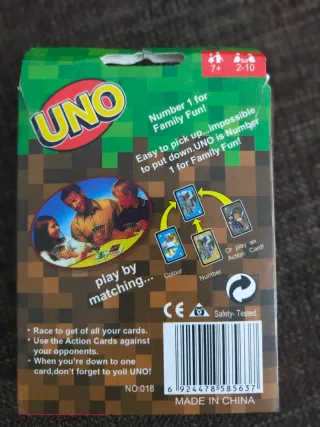 7+ 2-10
UNO
Number 1 for
Family Fun!
Easy to pick up...impossible
to put down.UNO is Number
1 for Family Fun!
play by
matching...
Colour
Number
Or play an
Action Card!
CE Safety- Tested
• Race to get of all your cards.
• Use the Action Cards against
your opponents.
• When you're down to one
card,don't forget to yoll UNO!
NO:016
6 924478 585637
MADE IN CHINA